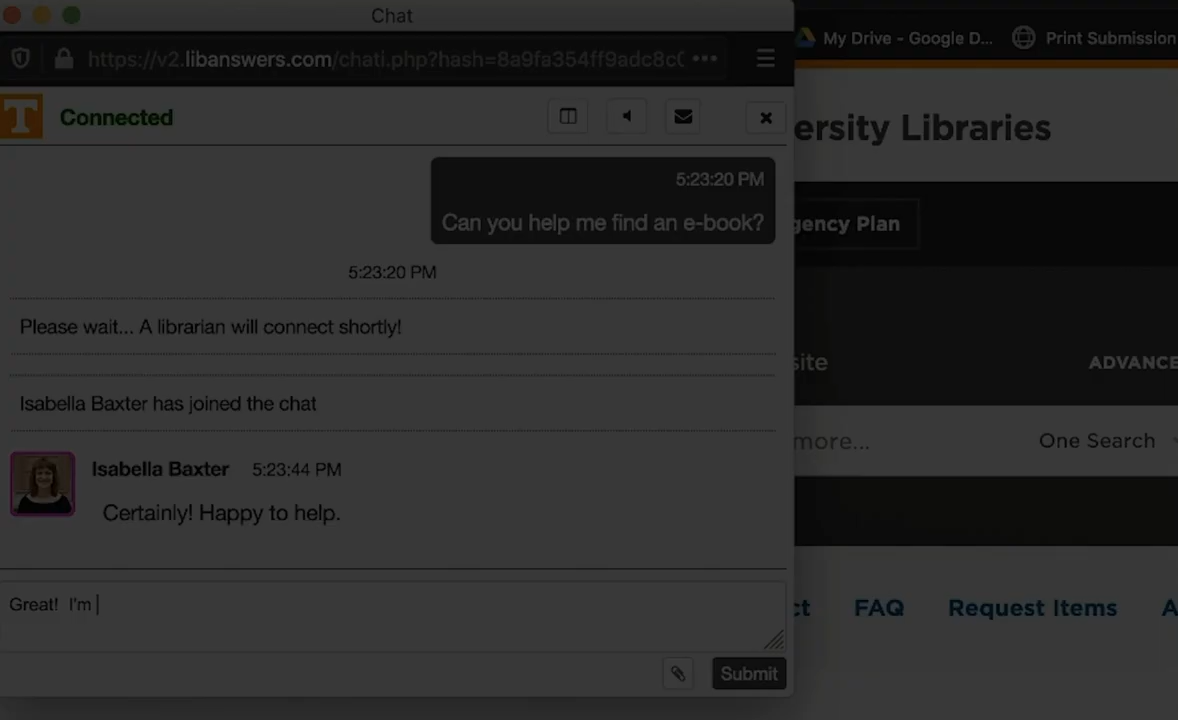 Chat
https://v2.libanswers.com/chati.php?hash=8a9fa354ff9adc8c(
My Drive - Google D...
Print Submission
T
Connected
ersity Libraries
5:23:20 PM
Can you help me find an e-book?
gency Plan
5:23:20 PM
Please wait... A librarian will connect shortly!
site
ADVANCE
Isabella Baxter has joined the chat
more...
One Search
Isabella Baxter 5:23:44 PM
Certainly! Happy to help.
Great! I'm
ct
FAQ
Request Items
A
Submit